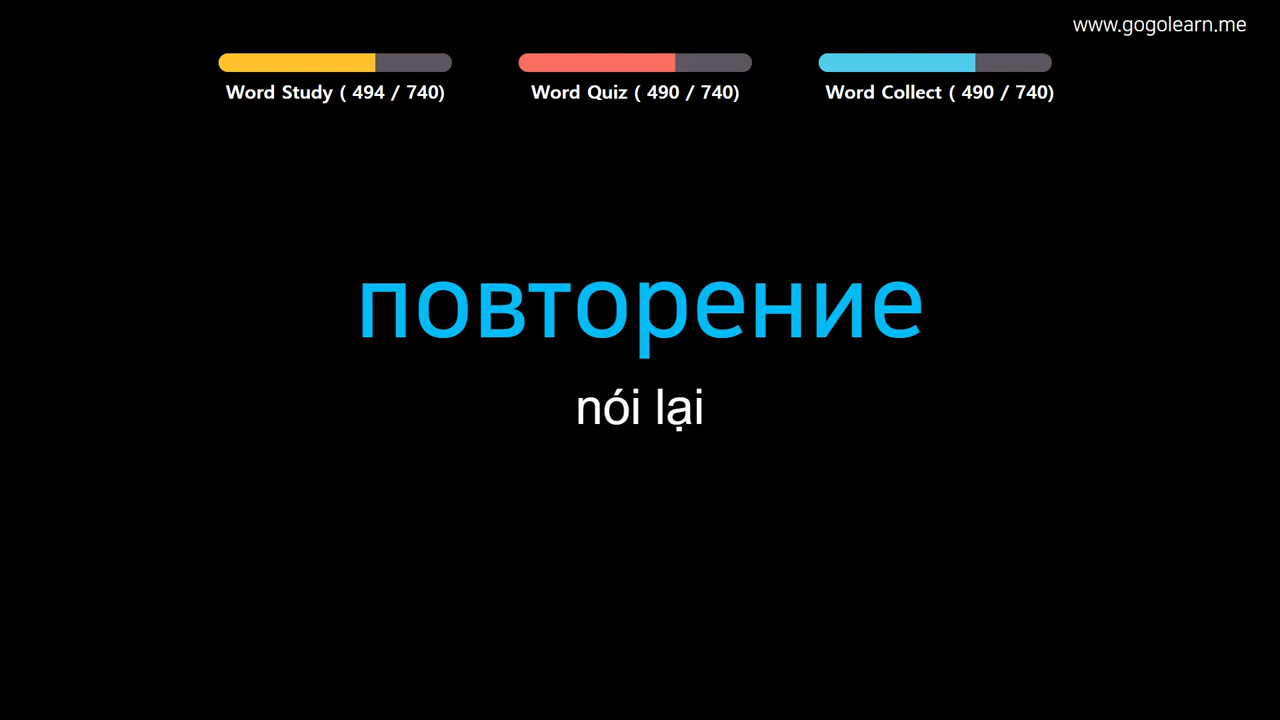 www.gogolearn.me
Word Study ( 494 / 740)
Word Quiz ( 490 / 740)
Word Collect ( 490 / 740)
повторение
nói lại